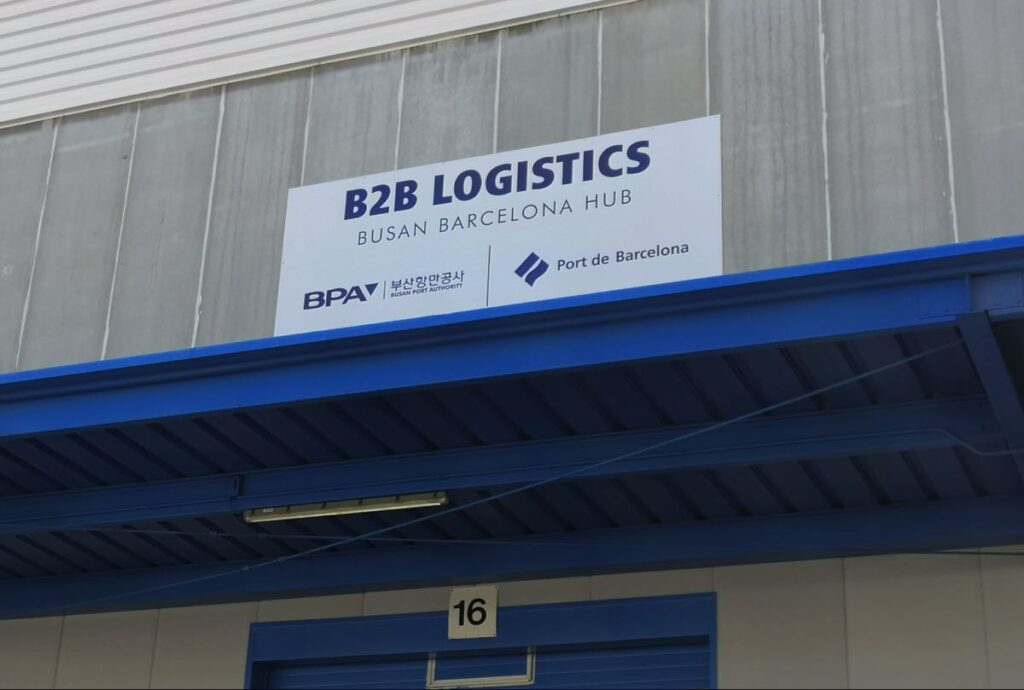 B2B LOGISTICS
BUSAN BARCELONA HUB
BPA 부산항만공사
BUSAN PORT AUTHORITY
Port de Barcelona
16